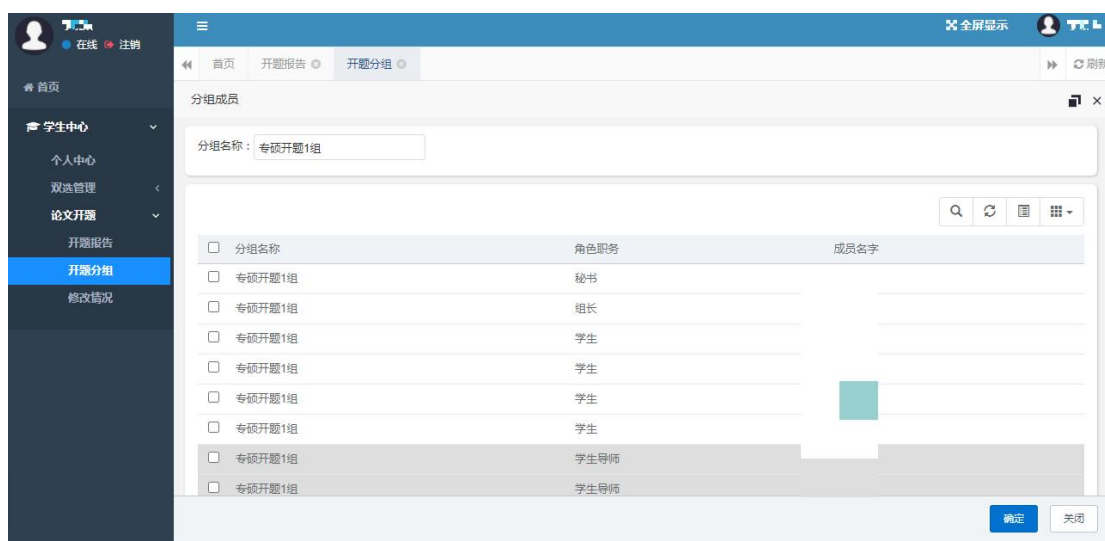 全屏显示
在线 注销
首页 开题报告 开题分组 刷新
首页
分组成员
学生中心
分组名称： 专硕开题1组
个人中心
双选管理
论文开题
开题报告
分组名称 角色职务 成员名字
开题分组
专硕开题1组 秘书
修改情况
专硕开题1组 组长
专硕开题1组 学生
专硕开题1组 学生
专硕开题1组 学生
专硕开题1组 学生
专硕开题1组 学生导师
专硕开题1组 学生导师
确定 关闭